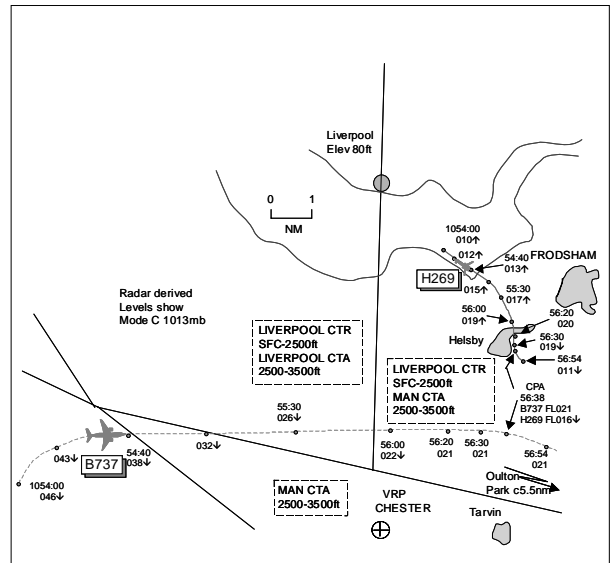 Liverpool
Elev 80ft
0 1
NM
1054:00
010↑
012↑
54:40
013↑
FRODSHAM
H269
015↑
55:30
017↑
Radar derived
Levels show
Mode C 1013mb
56:00
019↑
56:20
020
Helsby
56:30
019↓
LIVERPOOL CTR
SFC-2500ft
LIVERPOOL CTA
2500-3500ft
LIVERPOOL CTR
SFC-2500ft
MAN CTA
2500-3500ft
56:54
011↓
CPA
56:38
B737 FL021
H269 FL016↓
55:30
026↓
043↓
B737
54:40
038↓
032↓
56:00
022↓
56:20
021
56:30
021
56:54
021
1054:00
046↓
MAN CTA
2500-3500ft
VRP
CHESTER
Oulton
Park c5.5nm
Tarvin